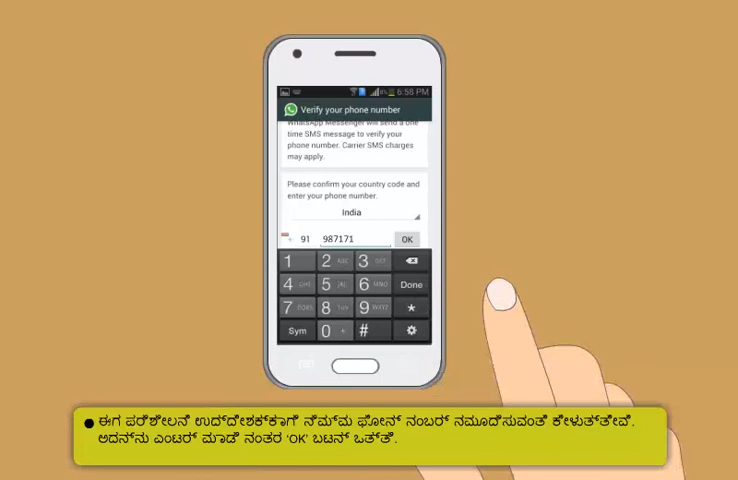 6:58 PM
Verify your phone number
WhatsApp Messenger will send a one
time SMS message to verify your
phone number. Carrier SMS charges
may apply.
Please confirm your country code and
enter your phone number.
India
+ 91 987171 OK
1 2 ABC 3 DEF
4 GHI 5 JKL 6 MNO Done
7 PQRS 8 TUV 9 WXYZ *
Sym 0 + #
ಈಗ ಪರಿಶೀಲನೆ ಉದ್ದೇಶಕ್ಕಾಗಿ ನಿಮ್ಮ ಫೋನ್ ನಂಬರ್ ನಮೂದಿಸುವಂತೆ ಕೇಳುತ್ತೇವೆ.
ಅದನ್ನು ಎಂಟರ್ ಮಾಡಿ ನಂತರ 'OK' ಬಟನ್ ಒತ್ತಿ.